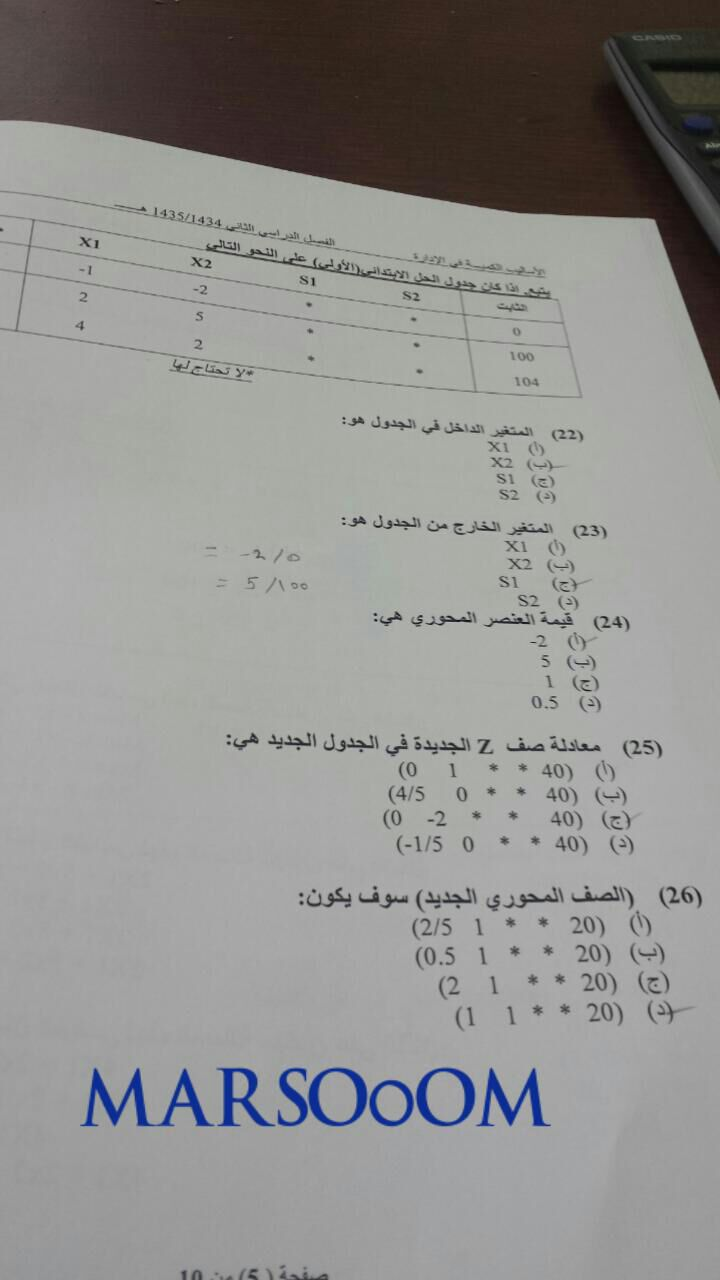 CASIO
الأساليب الكمية في الإدارة الفصل الدراسي الثاني 1435/1434 هـ
يتبع. اذا كان جدول الحل الابتدائي(الأولي) على النحو التالي
X1 X2 S1 S2 الثابت
-1 -2 * * 0
2 5 * * 100
4 2 * * 104
*لا تحتاج لها
(22) المتغير الداخل في الجدول هو:
(أ) X1
(ب) X2
(ج) S1
(د) S2
(23) المتغير الخارج من الجدول هو:
(أ) X1
(ب) X2
(ج) S1
(د) S2
= -2/0
= 5/100
(24) قيمة العنصر المحوري هي:
(أ) -2
(ب) 5
(ج) 1
(د) 0.5
(25) معادلة صف Z الجديدة في الجدول الجديد هي:
(أ) (0 1 * * 40)
(ب) (4/5 0 * * 40)
(ج) (0 -2 * * 40)
(د) (-1/5 0 * * 40)
(26) (الصف المحوري الجديد) سوف يكون:
(أ) (2/5 1 * * 20)
(ب) (0.5 1 * * 20)
(ج) (2 1 * * 20)
(د) (1 1 * * 20)
MARSOoOM
صفحة ( 5) من 10